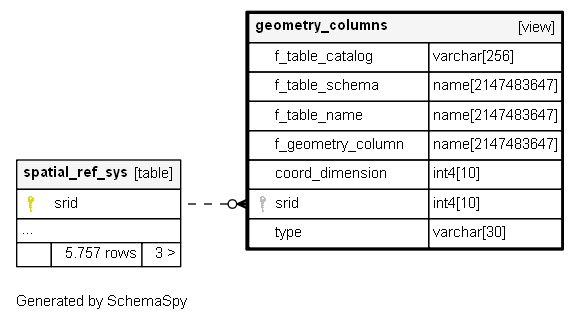 geometry_columns [view]
f_table_catalog varchar[256]
f_table_schema name[2147483647]
f_table_name name[2147483647]
f_geometry_column name[2147483647]
coord_dimension int4[10]
srid int4[10]
type varchar[30]
spatial_ref_sys [table]
srid
...
5.757 rows 3 >
Generated by SchemaSpy